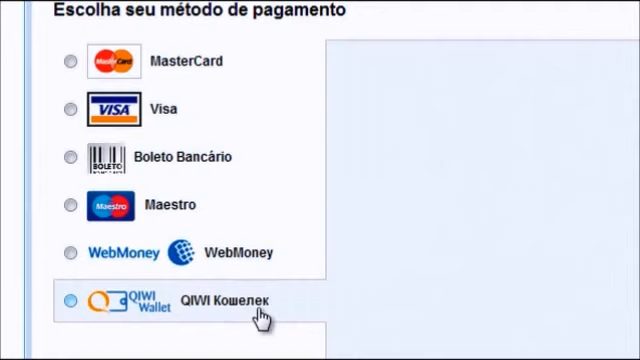 Escolha seu método de pagamento
MasterCard MasterCard
VISA Visa
BOLETO Boleto Bancário
Maestro Maestro
WebMoney WebMoney
QIWI Wallet QIWI Кошелек